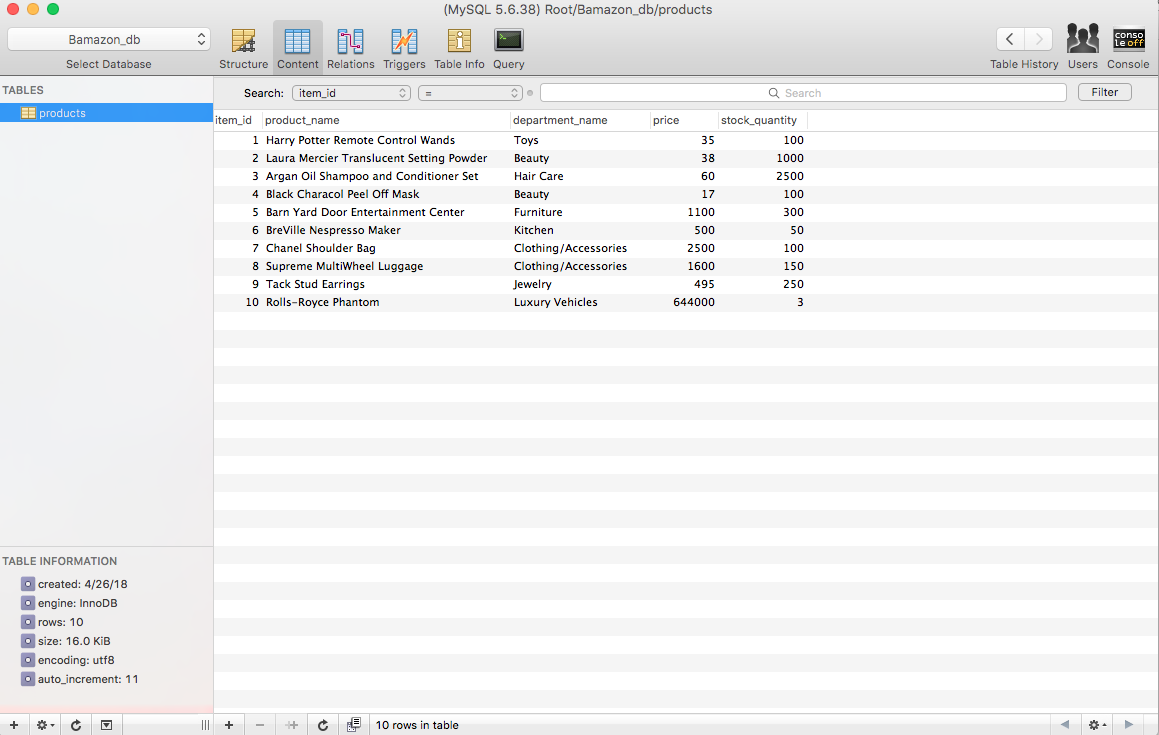 (MySQL 5.6.38) Root/Bamazon_db/products
Bamazon_db
Select Database
Structure
Content
Relations
Triggers
Table Info
Query
Table History
Users
conso
le off
Console
TABLES
products
Search: item_id = Search Filter
item_id product_name department_name price stock_quantity
1 Harry Potter Remote Control Wands Toys 35 100
2 Laura Mercier Translucent Setting Powder Beauty 38 1000
3 Argan Oil Shampoo and Conditioner Set Hair Care 60 2500
4 Black Characol Peel Off Mask Beauty 17 100
5 Barn Yard Door Entertainment Center Furniture 1100 300
6 BreVille Nespresso Maker Kitchen 500 50
7 Chanel Shoulder Bag Clothing/Accessories 2500 100
8 Supreme MultiWheel Luggage Clothing/Accessories 1600 150
9 Tack Stud Earrings Jewelry 495 250
10 Rolls-Royce Phantom Luxury Vehicles 644000 3
TABLE INFORMATION
created: 4/26/18
engine: InnoDB
rows: 10
size: 16.0 KiB
encoding: utf8
auto_increment: 11
10 rows in table